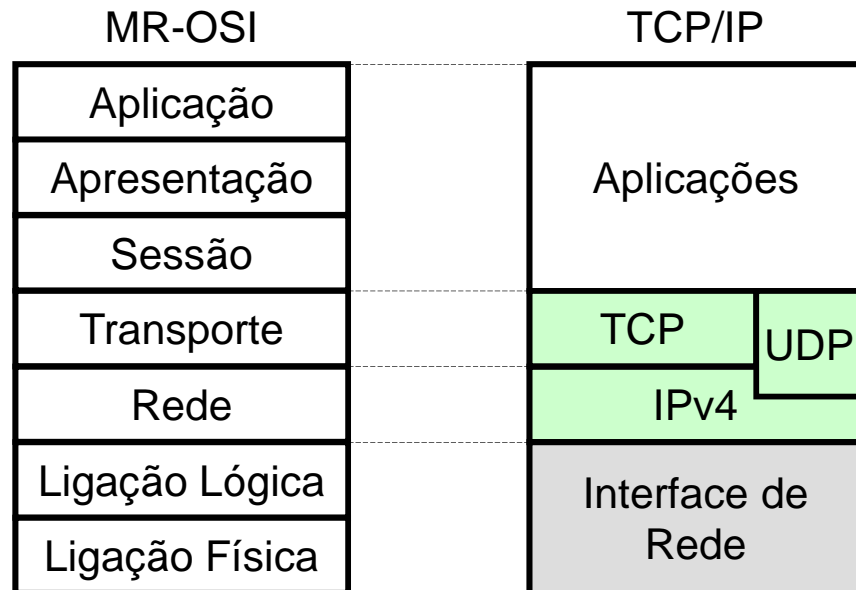 MR-OSI
Aplicação
Apresentação
Sessão
Transporte
Rede
Ligação Lógica
Ligação Física
TCP/IP
Aplicações
TCP
UDP
IPv4
Interface de
Rede